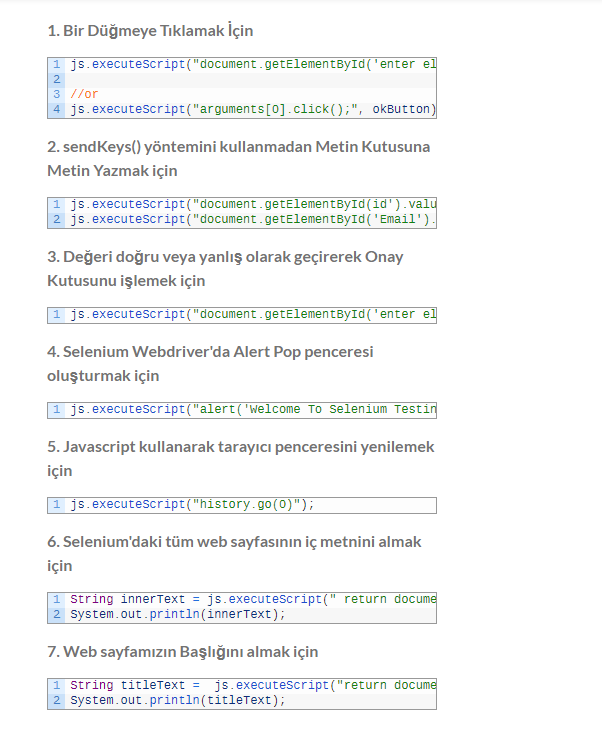 1. Bir Düğmeye Tıklamak İçin
1 js.executeScript("document.getElementById('enter el
2
3 //or
4 js.executeScript("arguments[0].click();", okButton)
2. sendKeys() yöntemini kullanmadan Metin Kutusuna
Metin Yazmak için
1 js.executeScript("document.getElementById(id').valu
2 js.executeScript("document.getElementById('Email').
3. Değeri doğru veya yanlış olarak geçirerek Onay
Kutusunu işlemek için
1 js.executeScript("document.getElementById('enter el
4. Selenium Webdriver'da Alert Pop penceresi
oluşturmak için
1 js.executeScript("alert('Welcome To Selenium Testin
5. Javascript kullanarak tarayıcı penceresini yenilemek
için
1 js.executeScript("history.go(0)");
6. Selenium'daki tüm web sayfasının iç metnini almak
için
1 String innerText = js.executeScript(" return docume
2 System.out.println(innerText);
7. Web sayfamızın Başlığını almak için
1 String titleText =  js.executeScript("return docume
2 System.out.println(titleText);